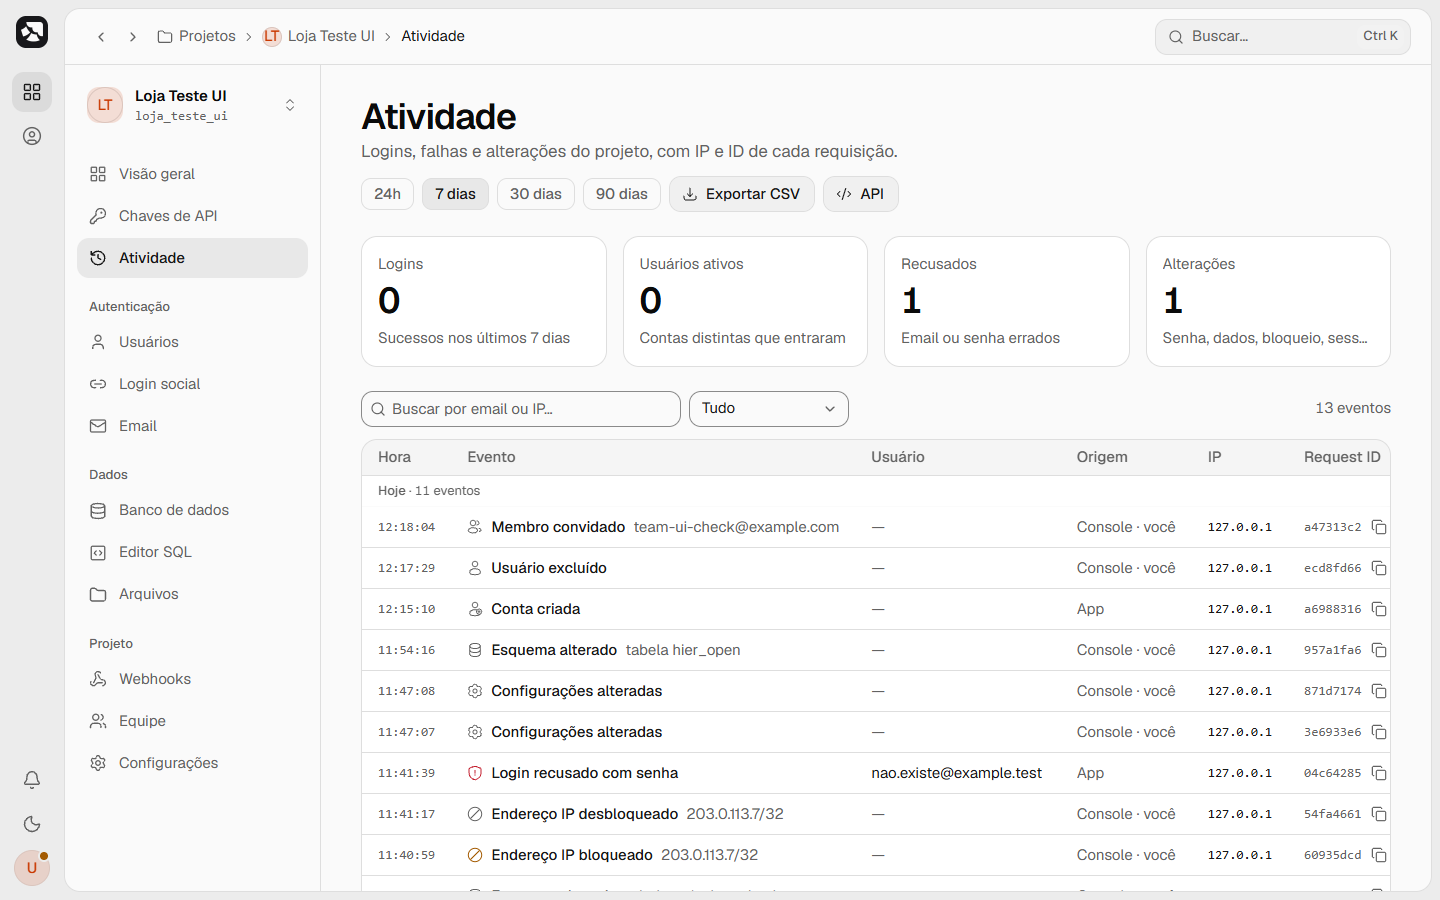 Projetos
LT Loja Teste UI
Atividade
Buscar...
Ctrl K
LT
Loja Teste UI
loja_teste_ui
Visão geral
Chaves de API
Atividade
Autenticação
Usuários
Login social
Email
Dados
Banco de dados
Editor SQL
Arquivos
Projeto
Webhooks
Equipe
Configurações
U
Atividade
Logins, falhas e alterações do projeto, com IP e ID de cada requisição.
24h
7 dias
30 dias
90 dias
Exportar CSV
API
Logins
0
Sucessos nos últimos 7 dias
Usuários ativos
0
Contas distintas que entraram
Recusados
1
Email ou senha errados
Alterações
1
Senha, dados, bloqueio, sess...
Buscar por email ou IP...
Tudo
13 eventos
Hora Evento Usuário Origem IP Request ID
Hoje · 11 eventos
12:18:04 Membro convidado team-ui-check@example.com — Console · você 127.0.0.1 a47313c2
12:17:29 Usuário excluído — Console · você 127.0.0.1 ecd8fd66
12:15:10 Conta criada — App 127.0.0.1 a6988316
11:54:16 Esquema alterado tabela hier_open — Console · você 127.0.0.1 957a1fa6
11:47:08 Configurações alteradas — Console · você 127.0.0.1 871d7174
11:47:07 Configurações alteradas — Console · você 127.0.0.1 3e6933e6
11:41:39 Login recusado com senha nao.existe@example.test App 127.0.0.1 04c64285
11:41:17 Endereço IP desbloqueado 203.0.113.7/32 — Console · você 127.0.0.1 54fa4661
11:40:59 Endereço IP bloqueado 203.0.113.7/32 — Console · você 127.0.0.1 60935dcd